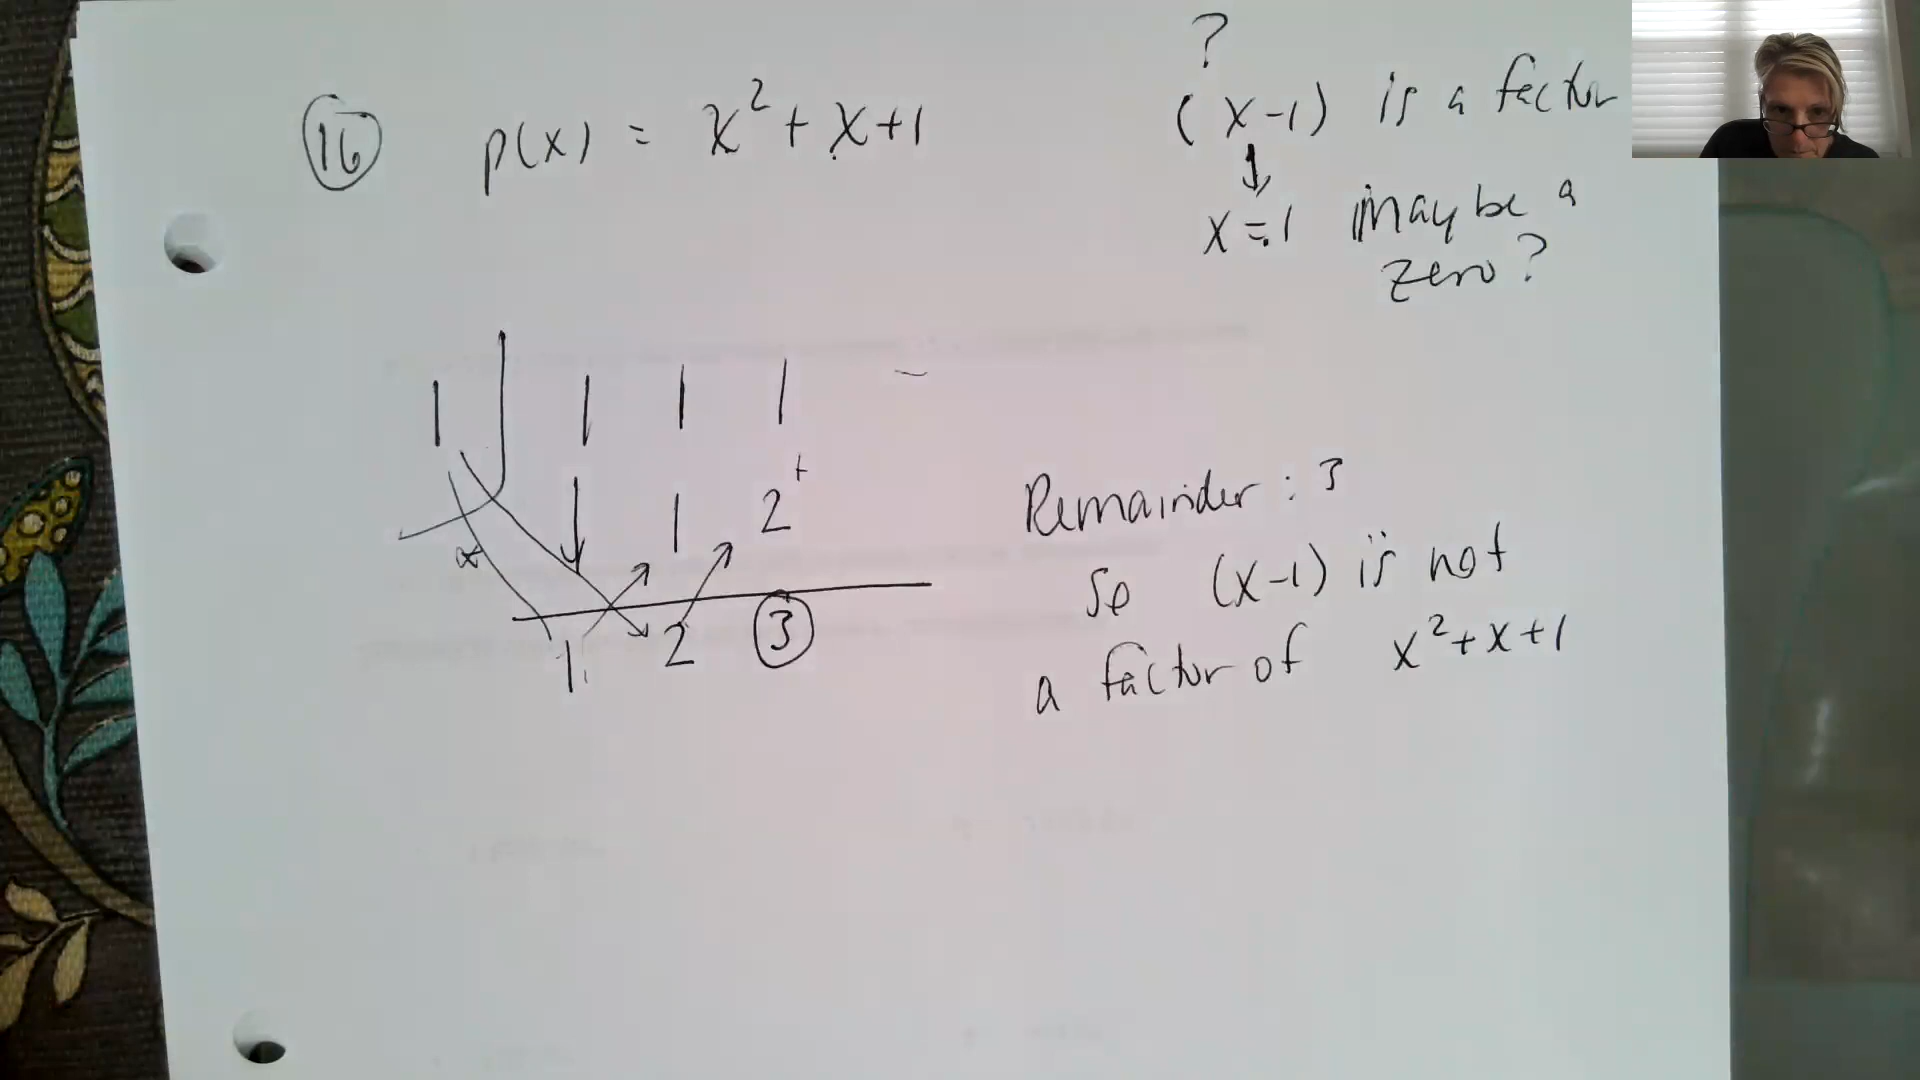 ?
16 p(x) = x² + x + 1 (x-1) is a factor
x = 1 may be a
zero?
1 1 1 1
1 2 +
1 2 3
Remainder : 3
So (x-1) is not
a factor of x² + x + 1